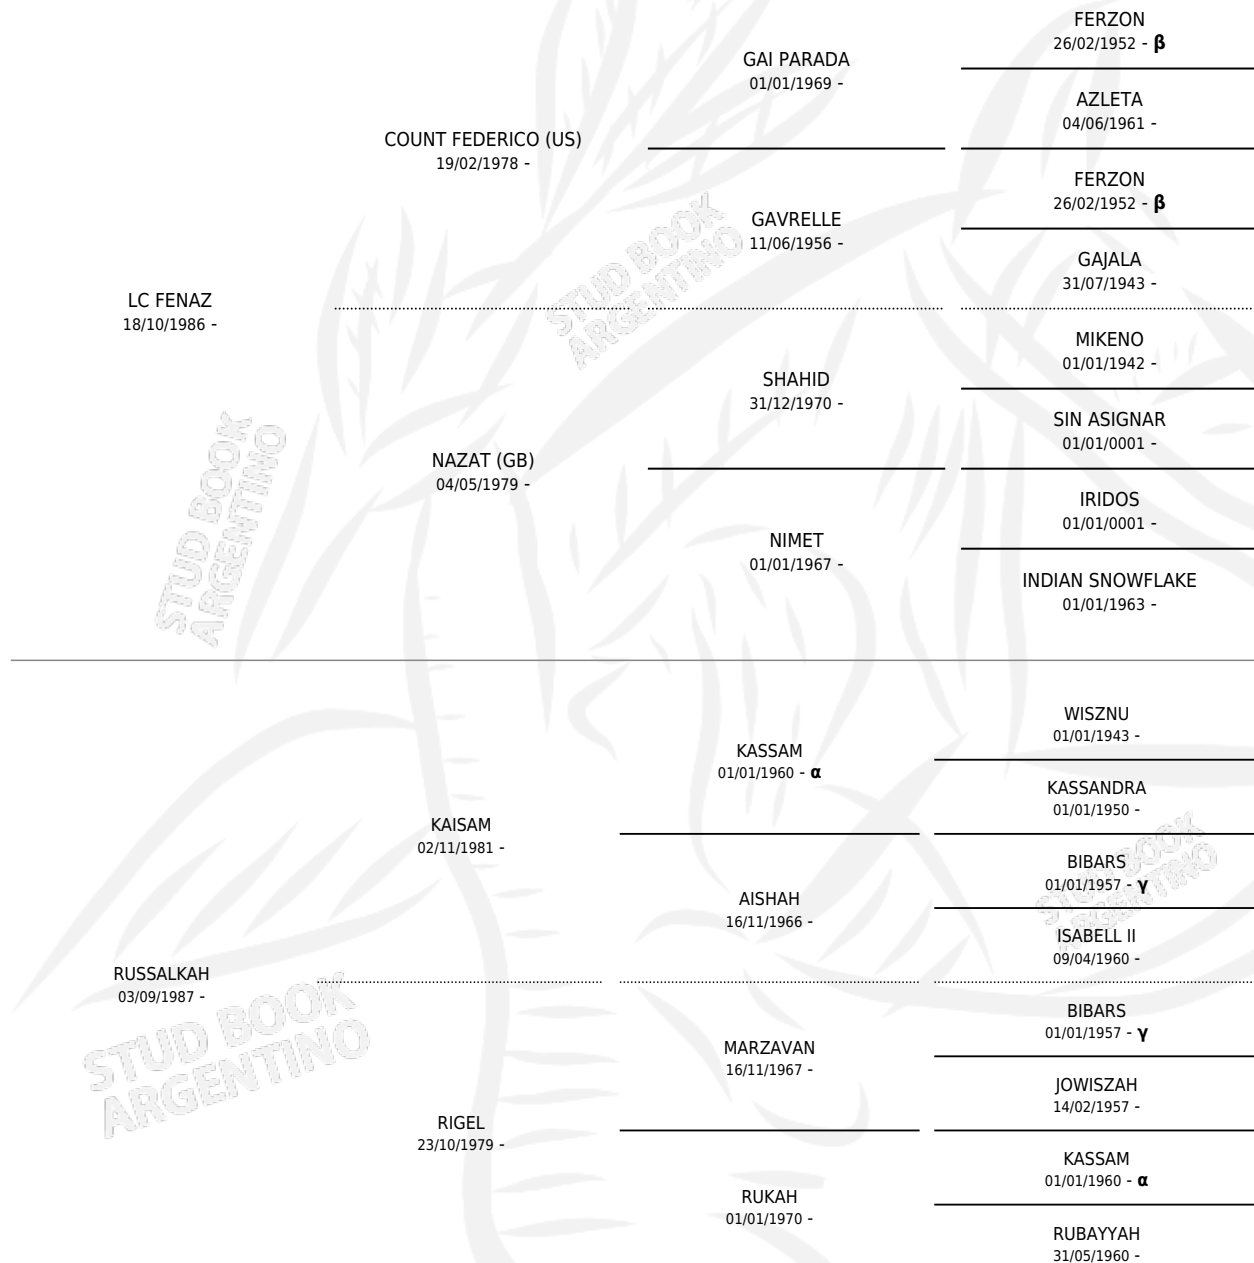 FERZON
26/02/1952 - β
GAI PARADA
01/01/1969 -
AZLETA
04/06/1961 -
COUNT FEDERICO (US)
19/02/1978 -
FERZON
26/02/1952 - β
GAVRELLE
11/06/1956 -
GAJALA
31/07/1943 -
LC FENAZ
18/10/1986 -
MIKENO
01/01/1942 -
SHAHID
31/12/1970 -
SIN ASIGNAR
01/01/0001 -
NAZAT (GB)
04/05/1979 -
IRIDOS
01/01/0001 -
NIMET
01/01/1967 -
INDIAN SNOWFLAKE
01/01/1963 -
WISZNU
01/01/1943 -
KASSAM
01/01/1960 - α
KASSANDRA
01/01/1950 -
KAISAM
02/11/1981 -
BIBARS
01/01/1957 - γ
AISHAH
16/11/1966 -
ISABELL II
09/04/1960 -
RUSSALKAH
03/09/1987 -
BIBARS
01/01/1957 - γ
MARZAVAN
16/11/1967 -
JOWISZAH
14/02/1957 -
RIGEL
23/10/1979 -
KASSAM
01/01/1960 - α
RUKAH
01/01/1970 -
RUBAYYAH
31/05/1960 -
STUD BOOK
ARGENTINO
STUD BOOK
ARGENTINO
STUD BOOK
ARGENTINO
STUD BOOK
ARGENTINO